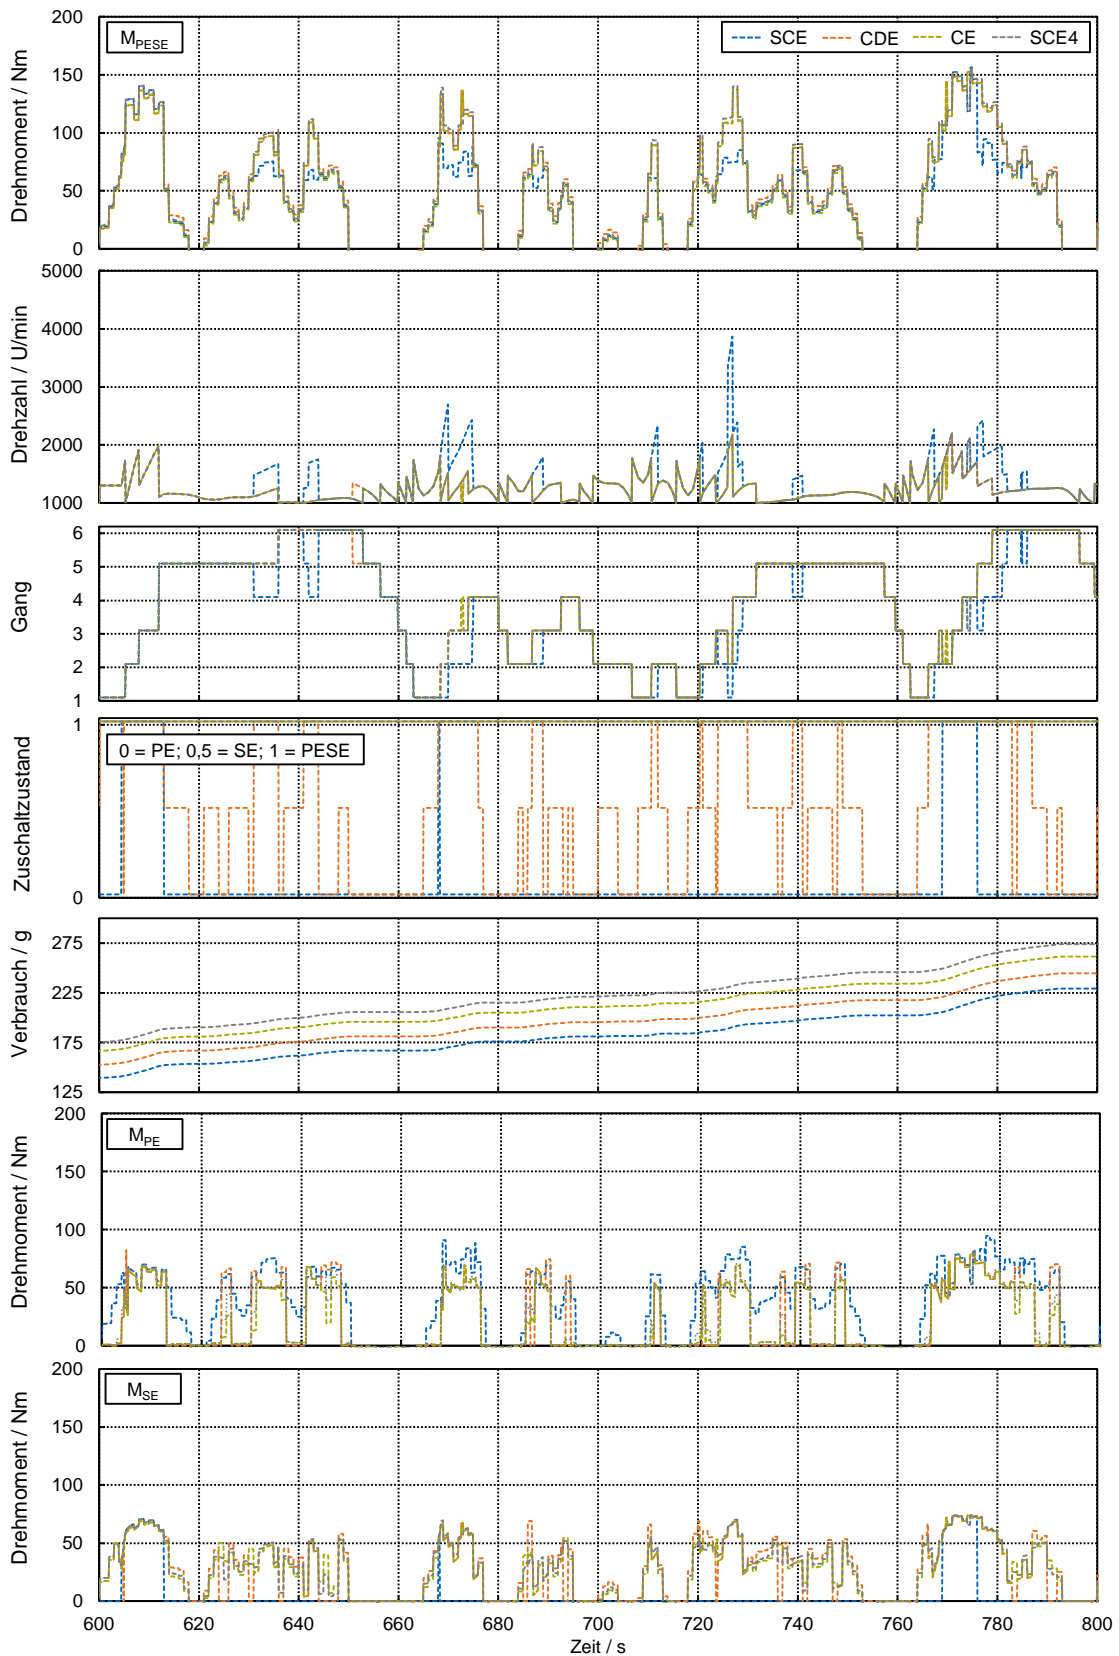 200
M_PESE
SCE CDE CE SCE4
150
100
50
0
Drehmoment / Nm
5000
4000
3000
2000
1000
Drehzahl / U/min
6
5
4
3
2
1
Gang
1
0 = PE; 0,5 = SE; 1 = PESE
0
Zuschaltzustand
275
225
175
125
Verbrauch / g
200
M_PE
150
100
50
0
Drehmoment / Nm
200
M_SE
150
100
50
0
Drehmoment / Nm
600 620 640 660 680 700 720 740 760 780 800
Zeit / s